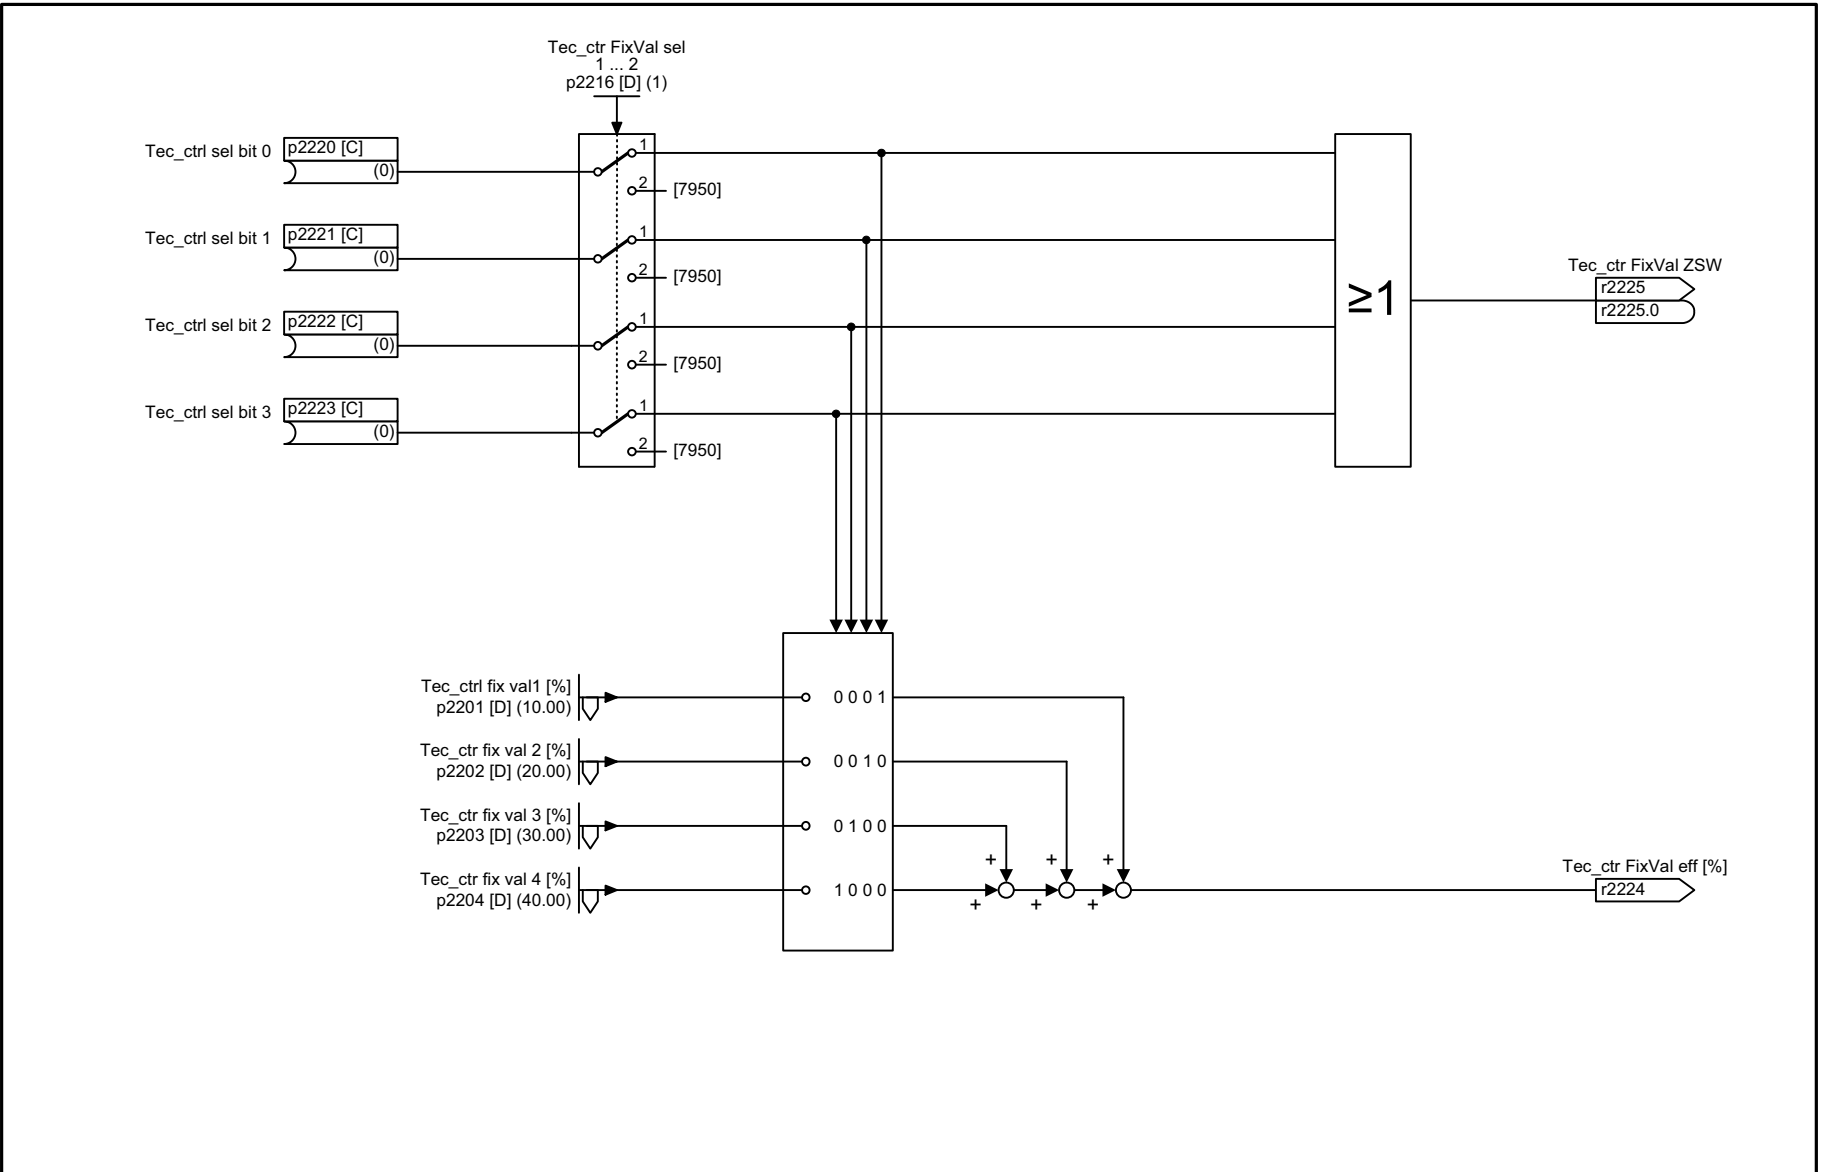 Tec_ctr FixVal sel
1 ... 2
p2216 [D] (1)
Tec_ctrl sel bit 0
p2220 [C]
(0)
1
2
[7950]
Tec_ctrl sel bit 1
p2221 [C]
(0)
1
2
[7950]
Tec_ctrl sel bit 2
p2222 [C]
(0)
1
2
[7950]
Tec_ctrl sel bit 3
p2223 [C]
(0)
1
2
[7950]
≥1
Tec_ctr FixVal ZSW
r2225
r2225.0
Tec_ctrl fix val1 [%]
p2201 [D] (10.00)
0 0 0 1
Tec_ctr fix val 2 [%]
p2202 [D] (20.00)
0 0 1 0
Tec_ctr fix val 3 [%]
p2203 [D] (30.00)
0 1 0 0
Tec_ctr fix val 4 [%]
p2204 [D] (40.00)
1 0 0 0
+ + +
+ + +
Tec_ctr FixVal eff [%]
r2224